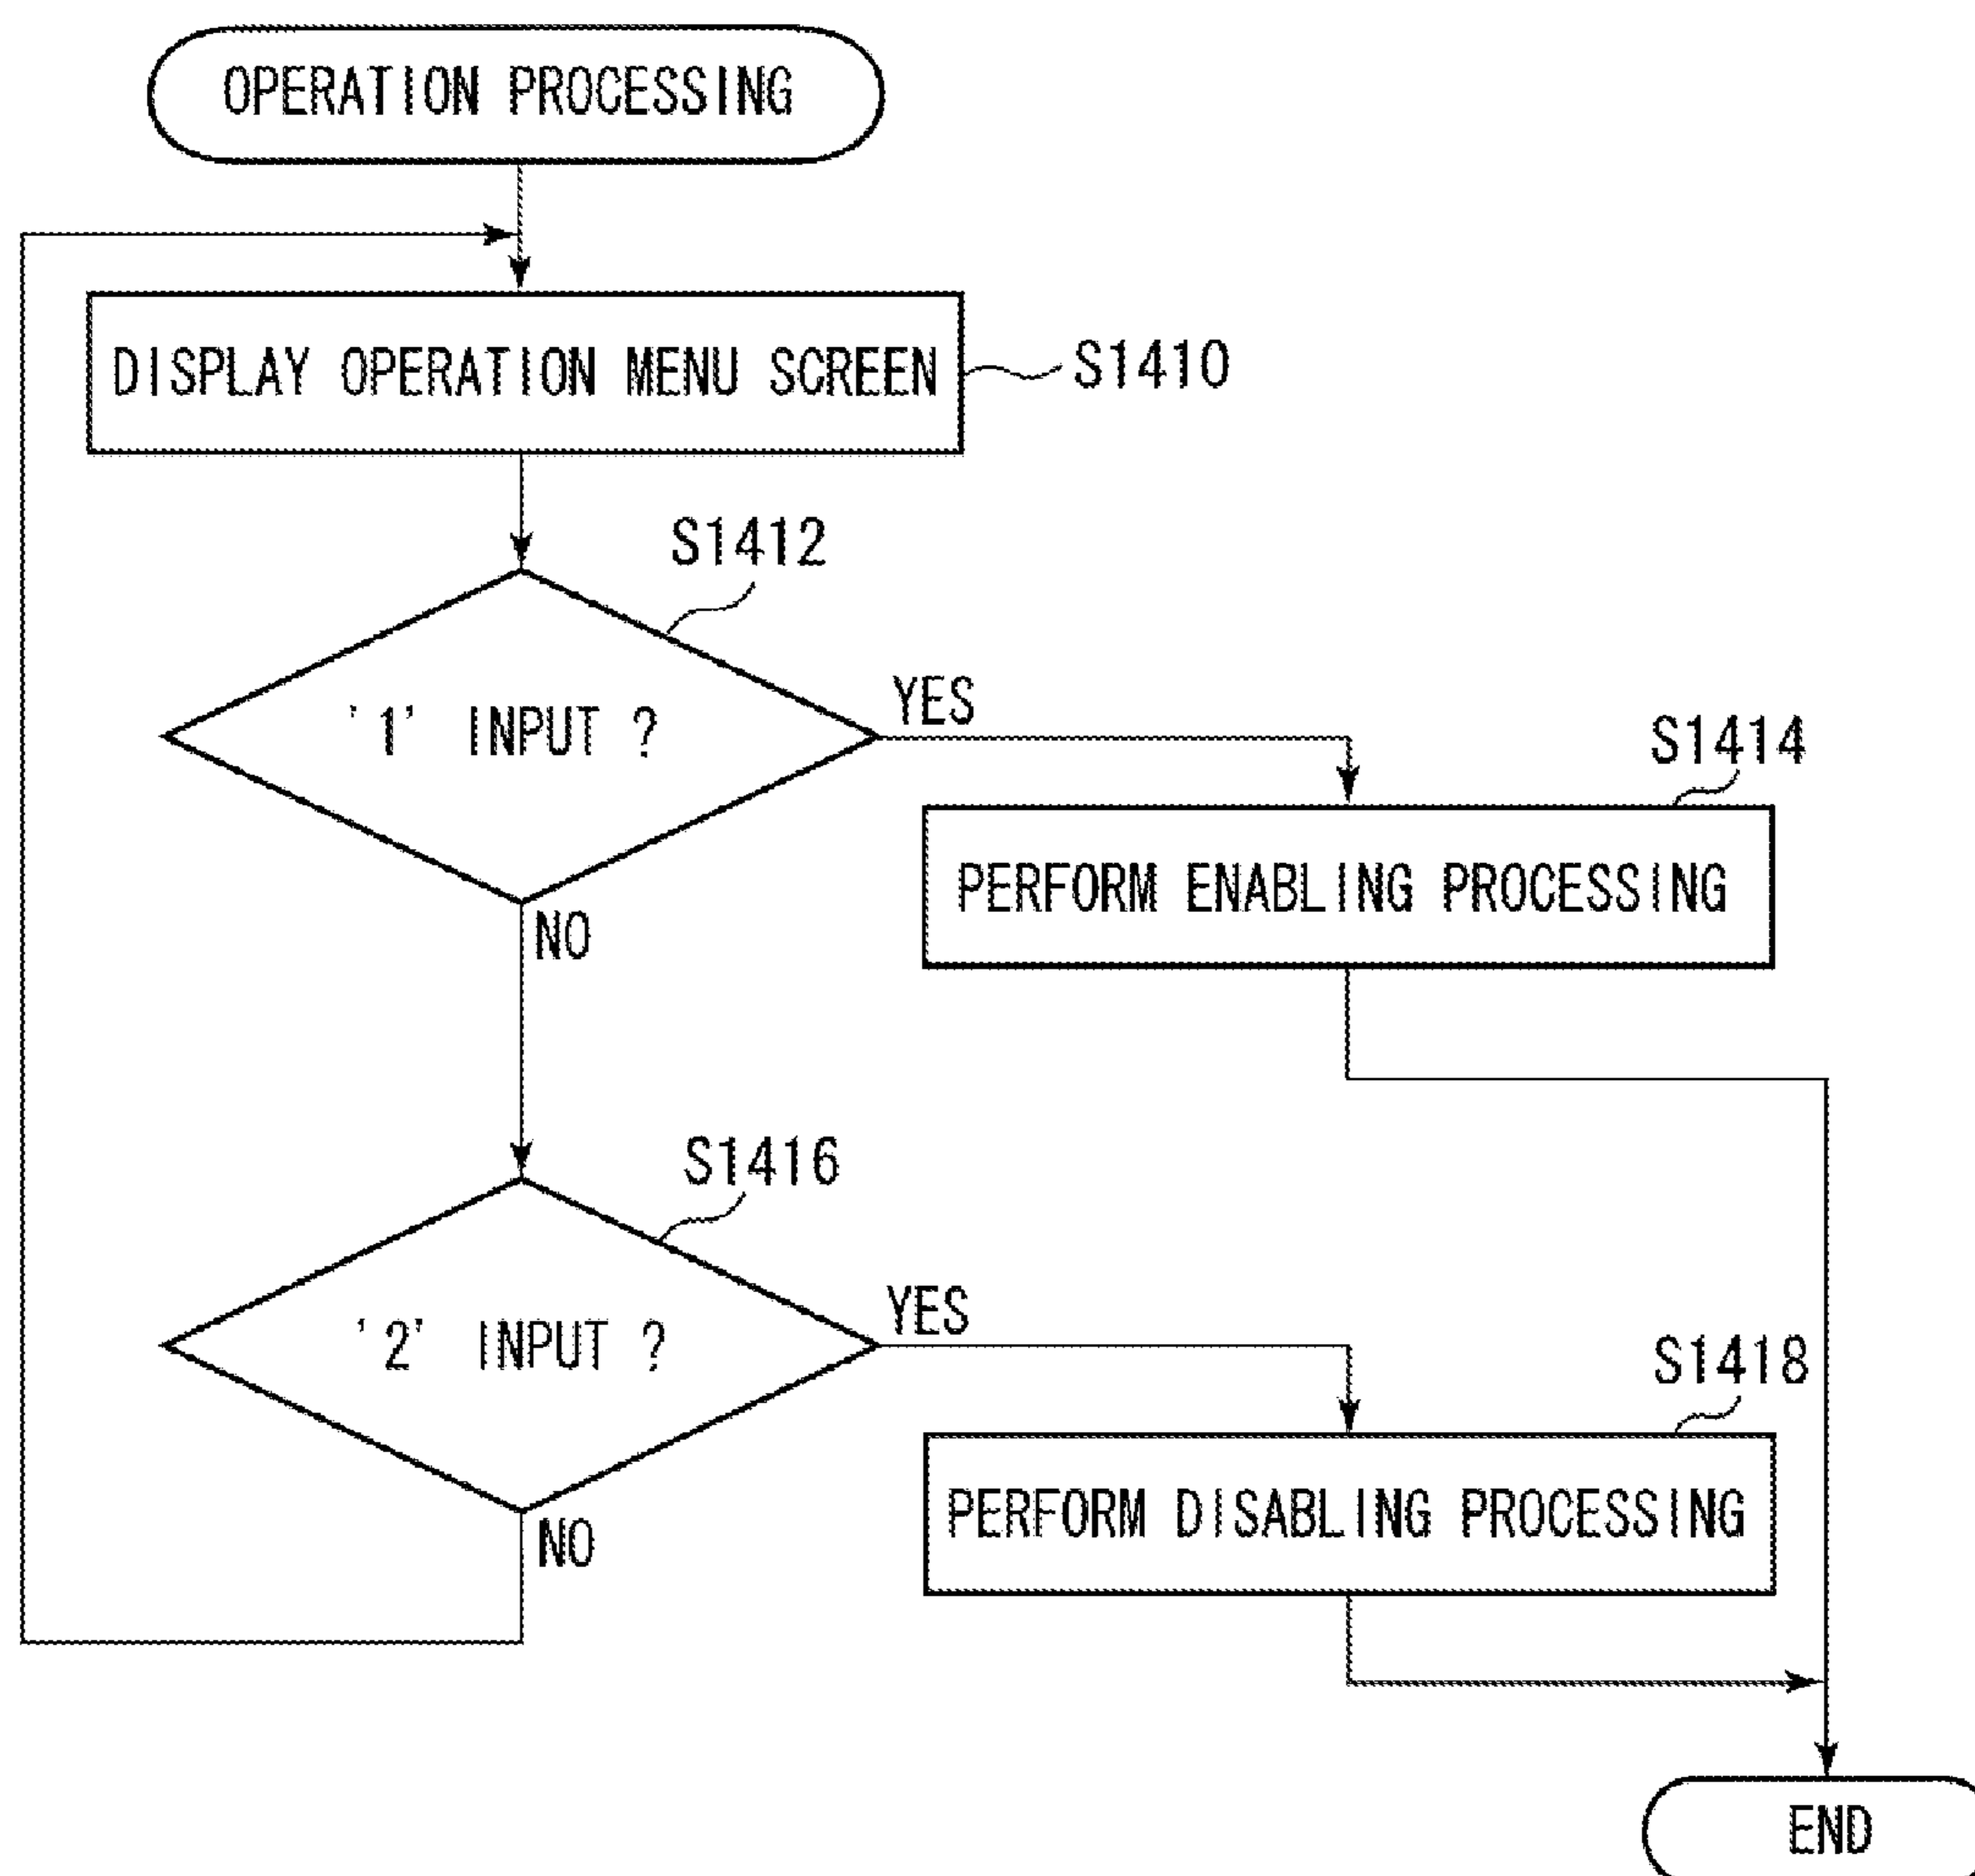 OPERATION PROCESSING
DISPLAY OPERATION MENU SCREEN
S1410
S1412
'1' INPUT ?
YES
S1414
PERFORM ENABLING PROCESSING
NO
S1416
'2' INPUT ?
YES
S1418
PERFORM DISABLING PROCESSING
NO
END